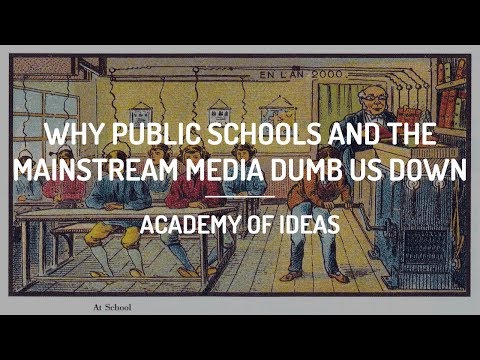 EN L'AN 2000
WHY PUBLIC SCHOOLS AND THE
MAINSTREAM MEDIA DUMB US DOWN
ACADEMY OF IDEAS
At School